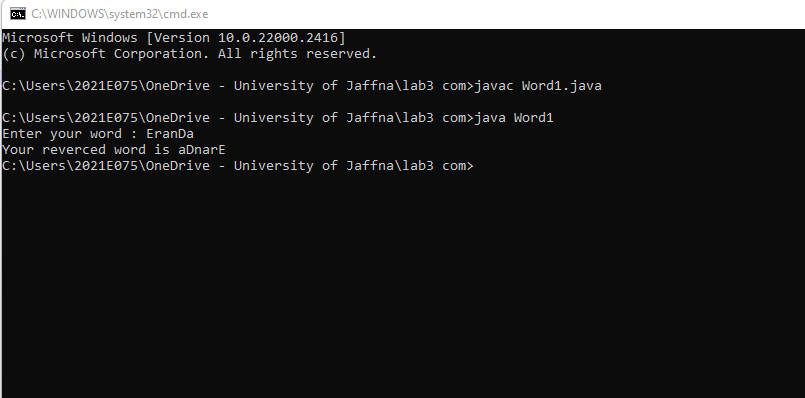 C:\WINDOWS\system32\cmd.exe
Microsoft Windows [Version 10.0.22000.2416]
(c) Microsoft Corporation. All rights reserved.
C:\Users\2021E075\OneDrive - University of Jaffna\lab3 com>javac Word1.java
C:\Users\2021E075\OneDrive - University of Jaffna\lab3 com>java Word1
Enter your word : EranDa
Your reverced word is aDnarE
C:\Users\2021E075\OneDrive - University of Jaffna\lab3 com>